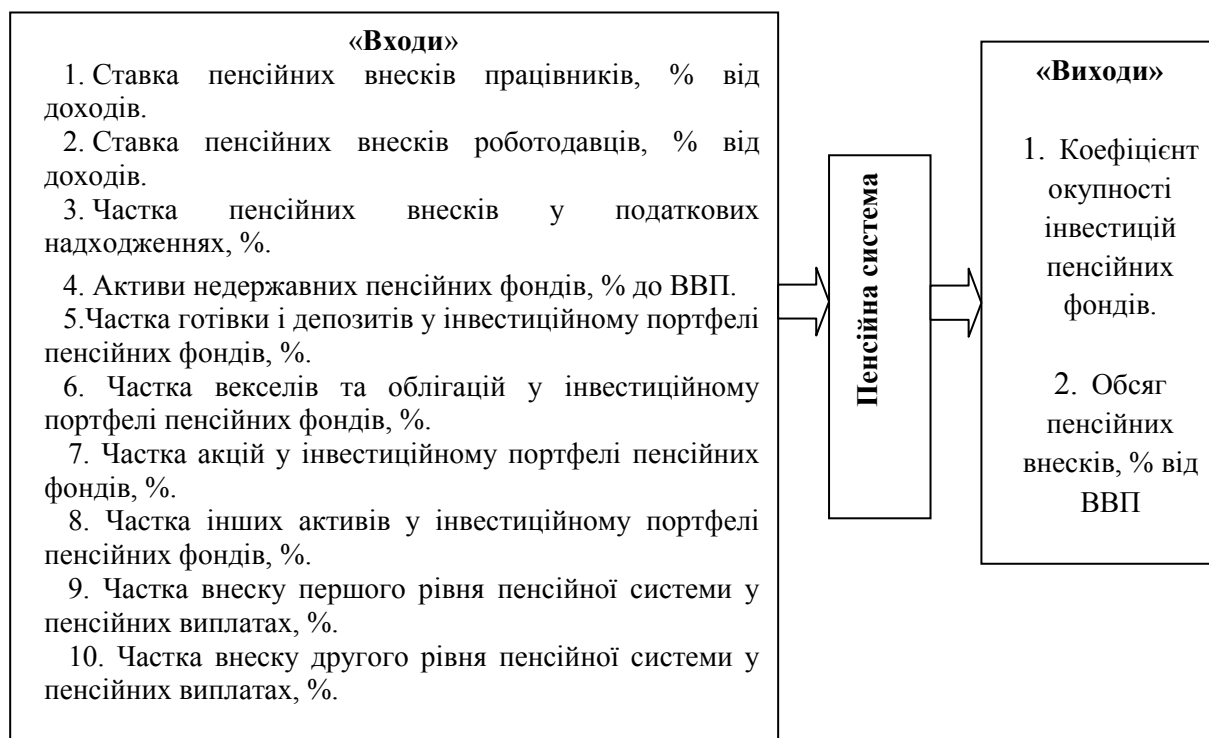 «Входи»
1. Ставка пенсійних внесків працівників, % від
доходів.
2. Ставка пенсійних внесків роботодавців, % від
доходів.
3. Частка пенсійних внесків у податкових
надходженнях, %.
4. Активи недержавних пенсійних фондів, % до ВВП.
5.Частка готівки і депозитів у інвестиційному портфелі
пенсійних фондів, %.
6. Частка векселів та облігацій у інвестиційному
портфелі пенсійних фондів, %.
7. Частка акцій у інвестиційному портфелі пенсійних
фондів, %.
8. Частка інших активів у інвестиційному портфелі
пенсійних фондів, %.
9. Частка внеску першого рівня пенсійної системи у
пенсійних виплатах, %.
10. Частка внеску другого рівня пенсійної системи у
пенсійних виплатах, %.
Пенсійна система
«Виходи»
1. Коефіцієнт
окупності
інвестицій
пенсійних
фондів.
2. Обсяг
пенсійних
внесків, % від
ВВП